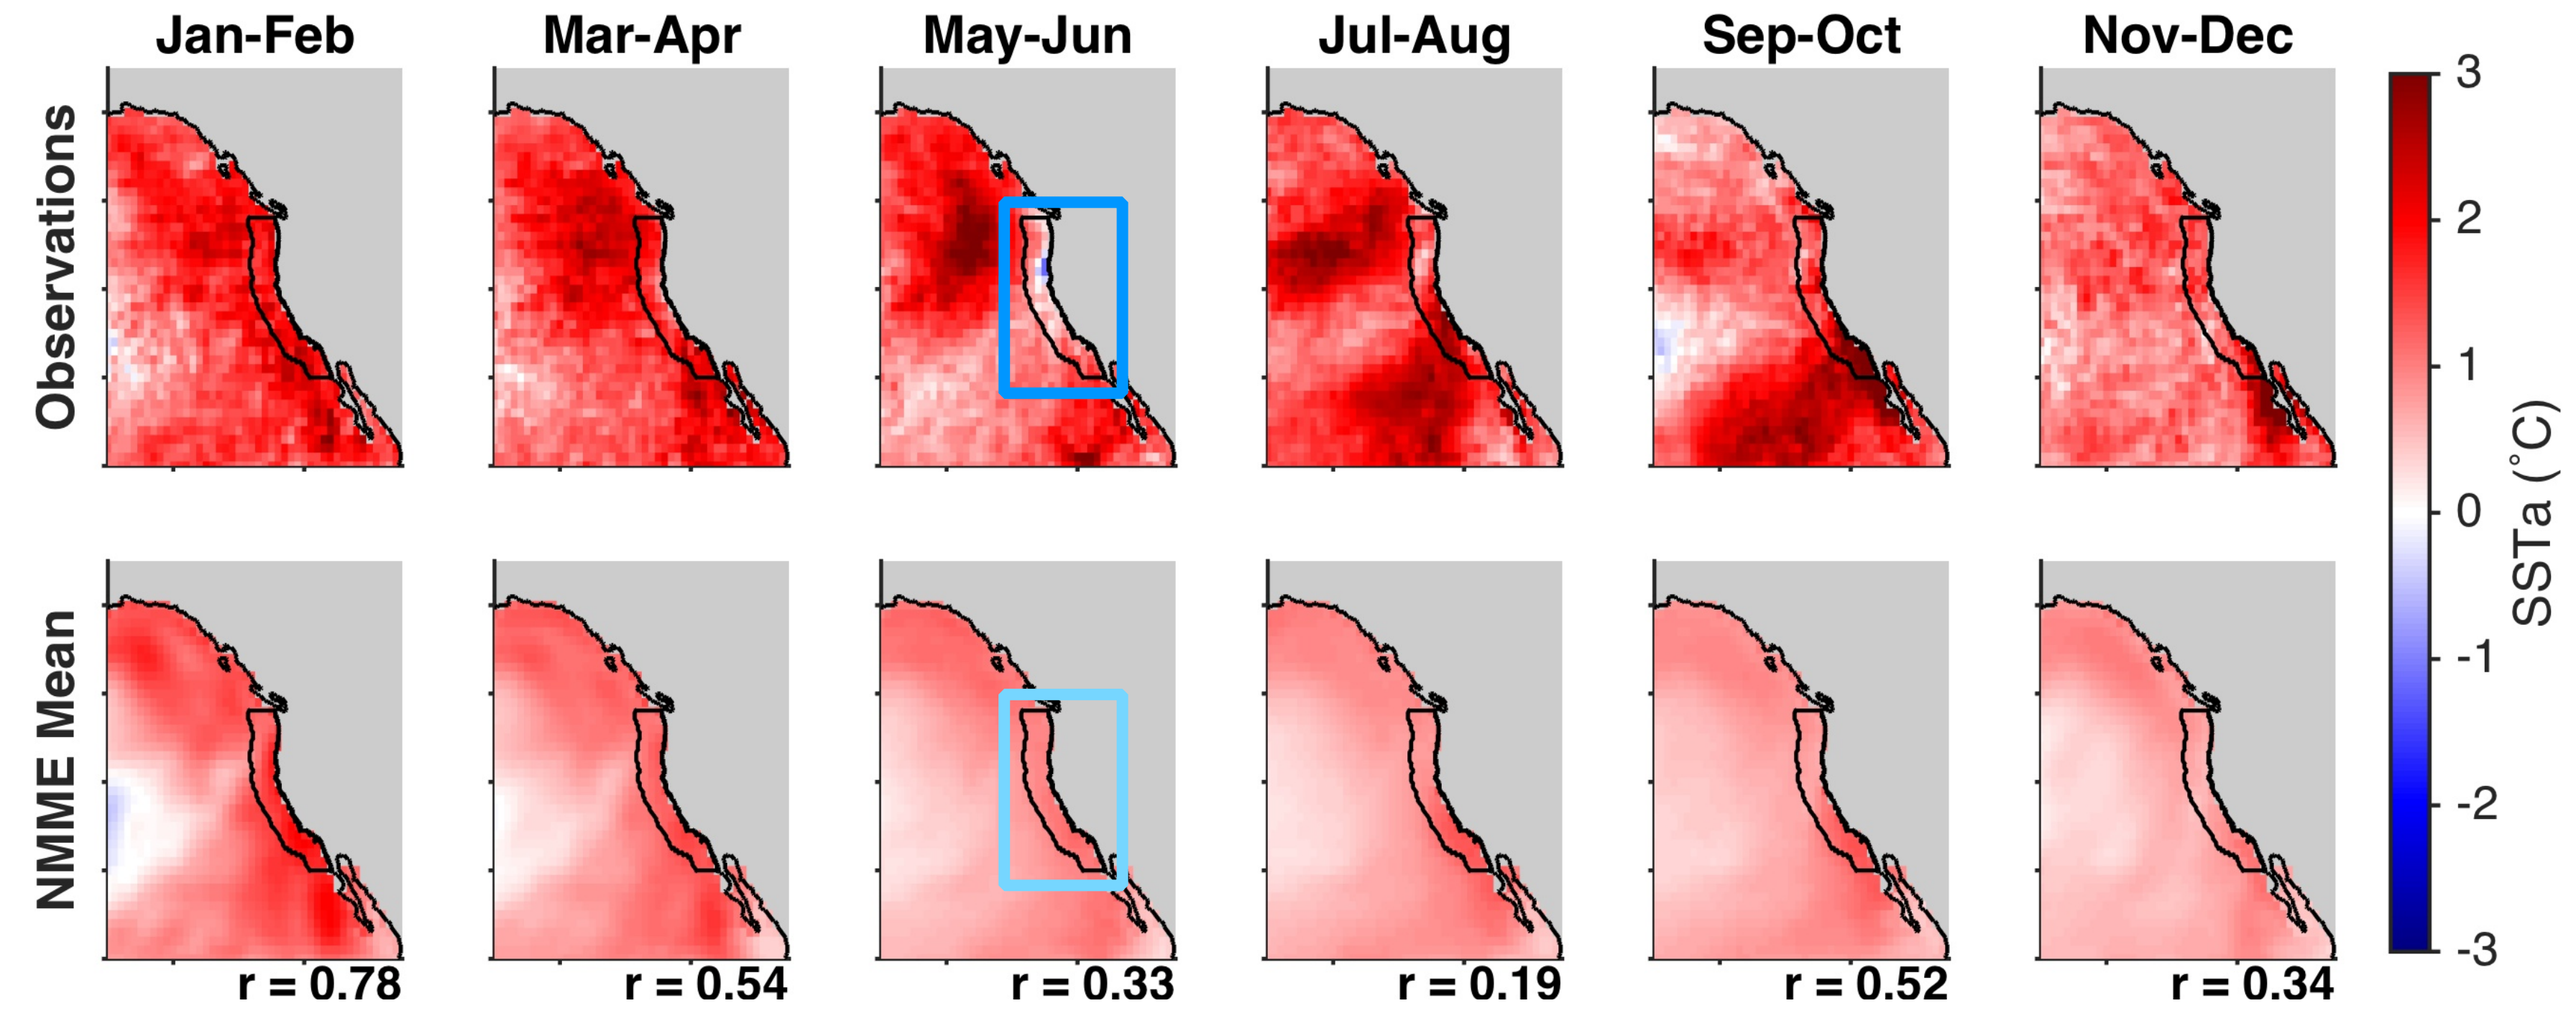 Jan-Feb Mar-Apr May-Jun Jul-Aug Sep-Oct Nov-Dec
Observations
NMME Mean
r = 0.78 r = 0.54 r = 0.33 r = 0.19 r = 0.52 r = 0.34
3
2
1
0
-1
-2
-3
SSTa (°C)